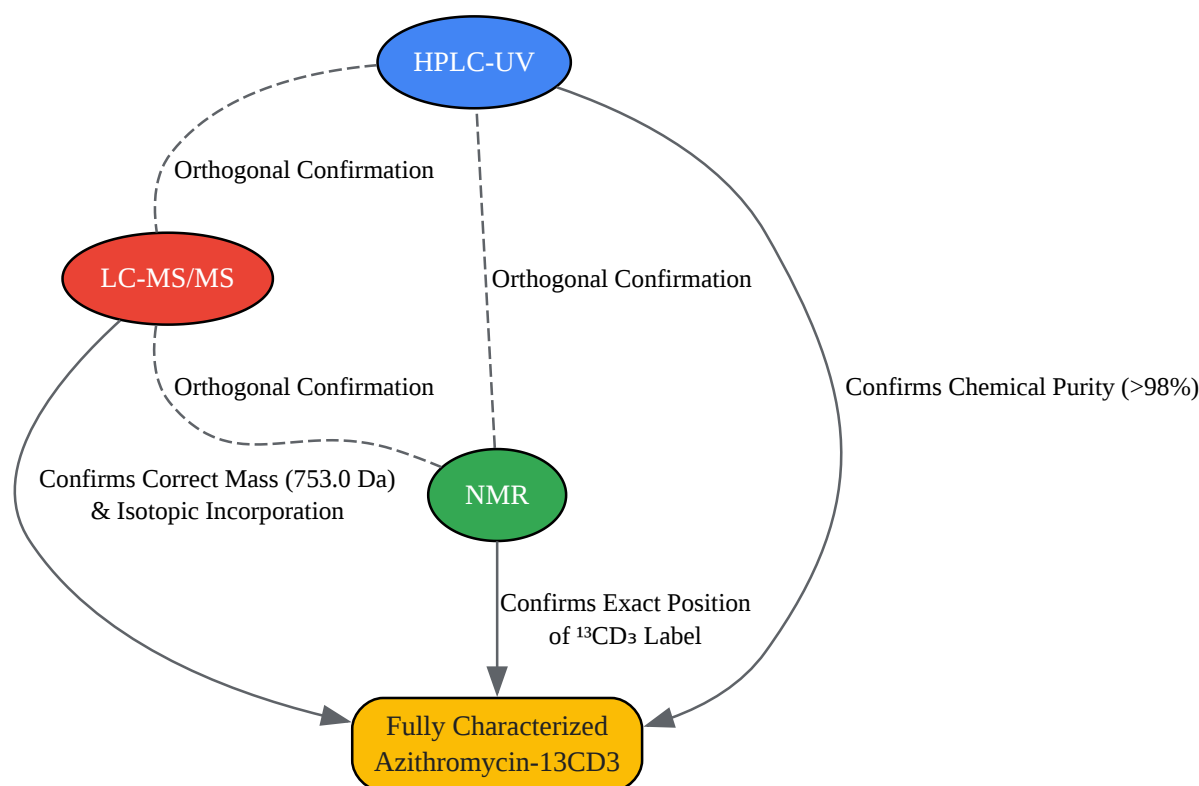 HPLC-UV
Orthogonal Confirmation
LC-MS/MS
Orthogonal Confirmation
Orthogonal Confirmation
Confirms Chemical Purity (>98%)
Confirms Correct Mass (753.0 Da)
& Isotopic Incorporation
NMR
Confirms Exact Position
of ¹³CD₃ Label
Fully Characterized
Azithromycin-13CD3